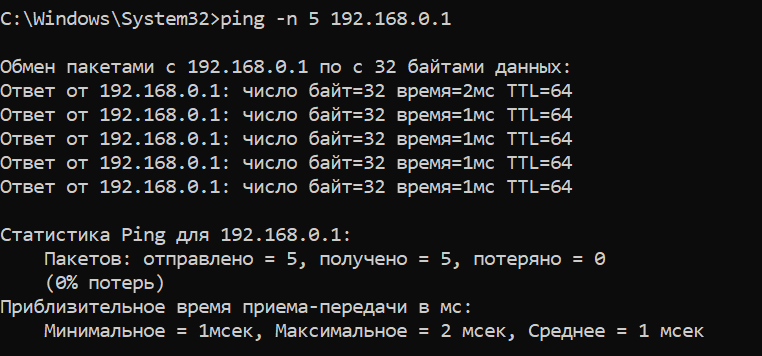 C:\Windows\System32>ping -n 5 192.168.0.1
Обмен пакетами с 192.168.0.1 по с 32 байтами данных:
Ответ от 192.168.0.1: число байт=32 время=2мс TTL=64
Ответ от 192.168.0.1: число байт=32 время=1мс TTL=64
Ответ от 192.168.0.1: число байт=32 время=1мс TTL=64
Ответ от 192.168.0.1: число байт=32 время=1мс TTL=64
Ответ от 192.168.0.1: число байт=32 время=1мс TTL=64
Статистика Ping для 192.168.0.1:
Пакетов: отправлено = 5, получено = 5, потеряно = 0
(0% потерь)
Приблизительное время приема-передачи в мс:
Минимальное = 1мсек, Максимальное = 2 мсек, Среднее = 1 мсек